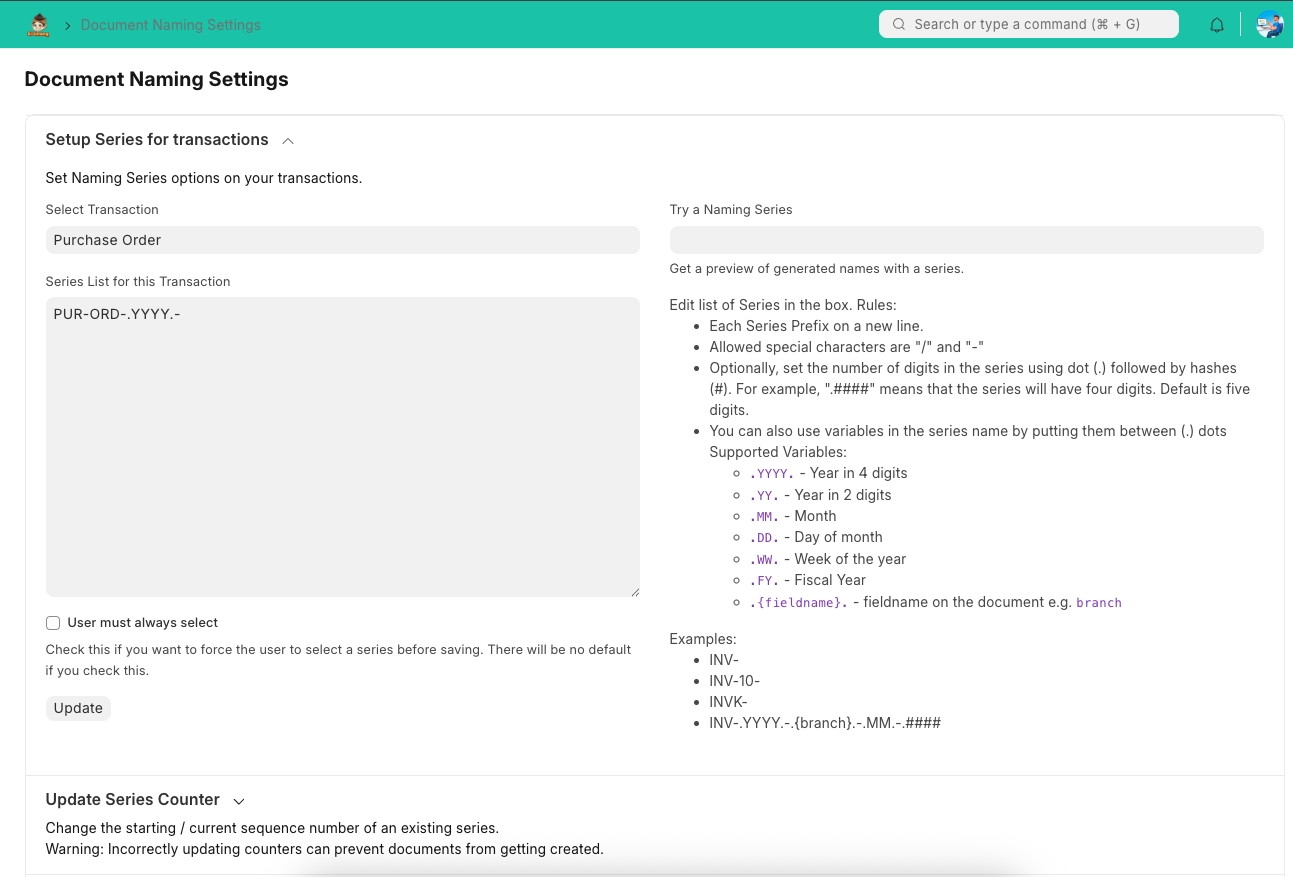 Document Naming Settings
Search or type a command (⌘ + G)
Document Naming Settings
Setup Series for transactions
Set Naming Series options on your transactions.
Select Transaction
Purchase Order
Series List for this Transaction
PUR-ORD-.YYYY.-
User must always select
Check this if you want to force the user to select a series before saving. There will be no default
if you check this.
Update
Try a Naming Series
Get a preview of generated names with a series.
Edit list of Series in the box. Rules:
Each Series Prefix on a new line.
Allowed special characters are "/" and "-"
Optionally, set the number of digits in the series using dot (.) followed by hashes
(#). For example, ".####" means that the series will have four digits. Default is five
digits.
You can also use variables in the series name by putting them between (.) dots
Supported Variables:
.YYYY. - Year in 4 digits
.YY. - Year in 2 digits
.MM. - Month
.DD. - Day of month
.WW. - Week of the year
.FY. - Fiscal Year
.{fieldname}. - fieldname on the document e.g. branch
Examples:
INV-
INV-10-
INVK-
INV-.YYYY.-.{branch}.-.MM.-.####
Update Series Counter
Change the starting / current sequence number of an existing series.
Warning: Incorrectly updating counters can prevent documents from getting created.